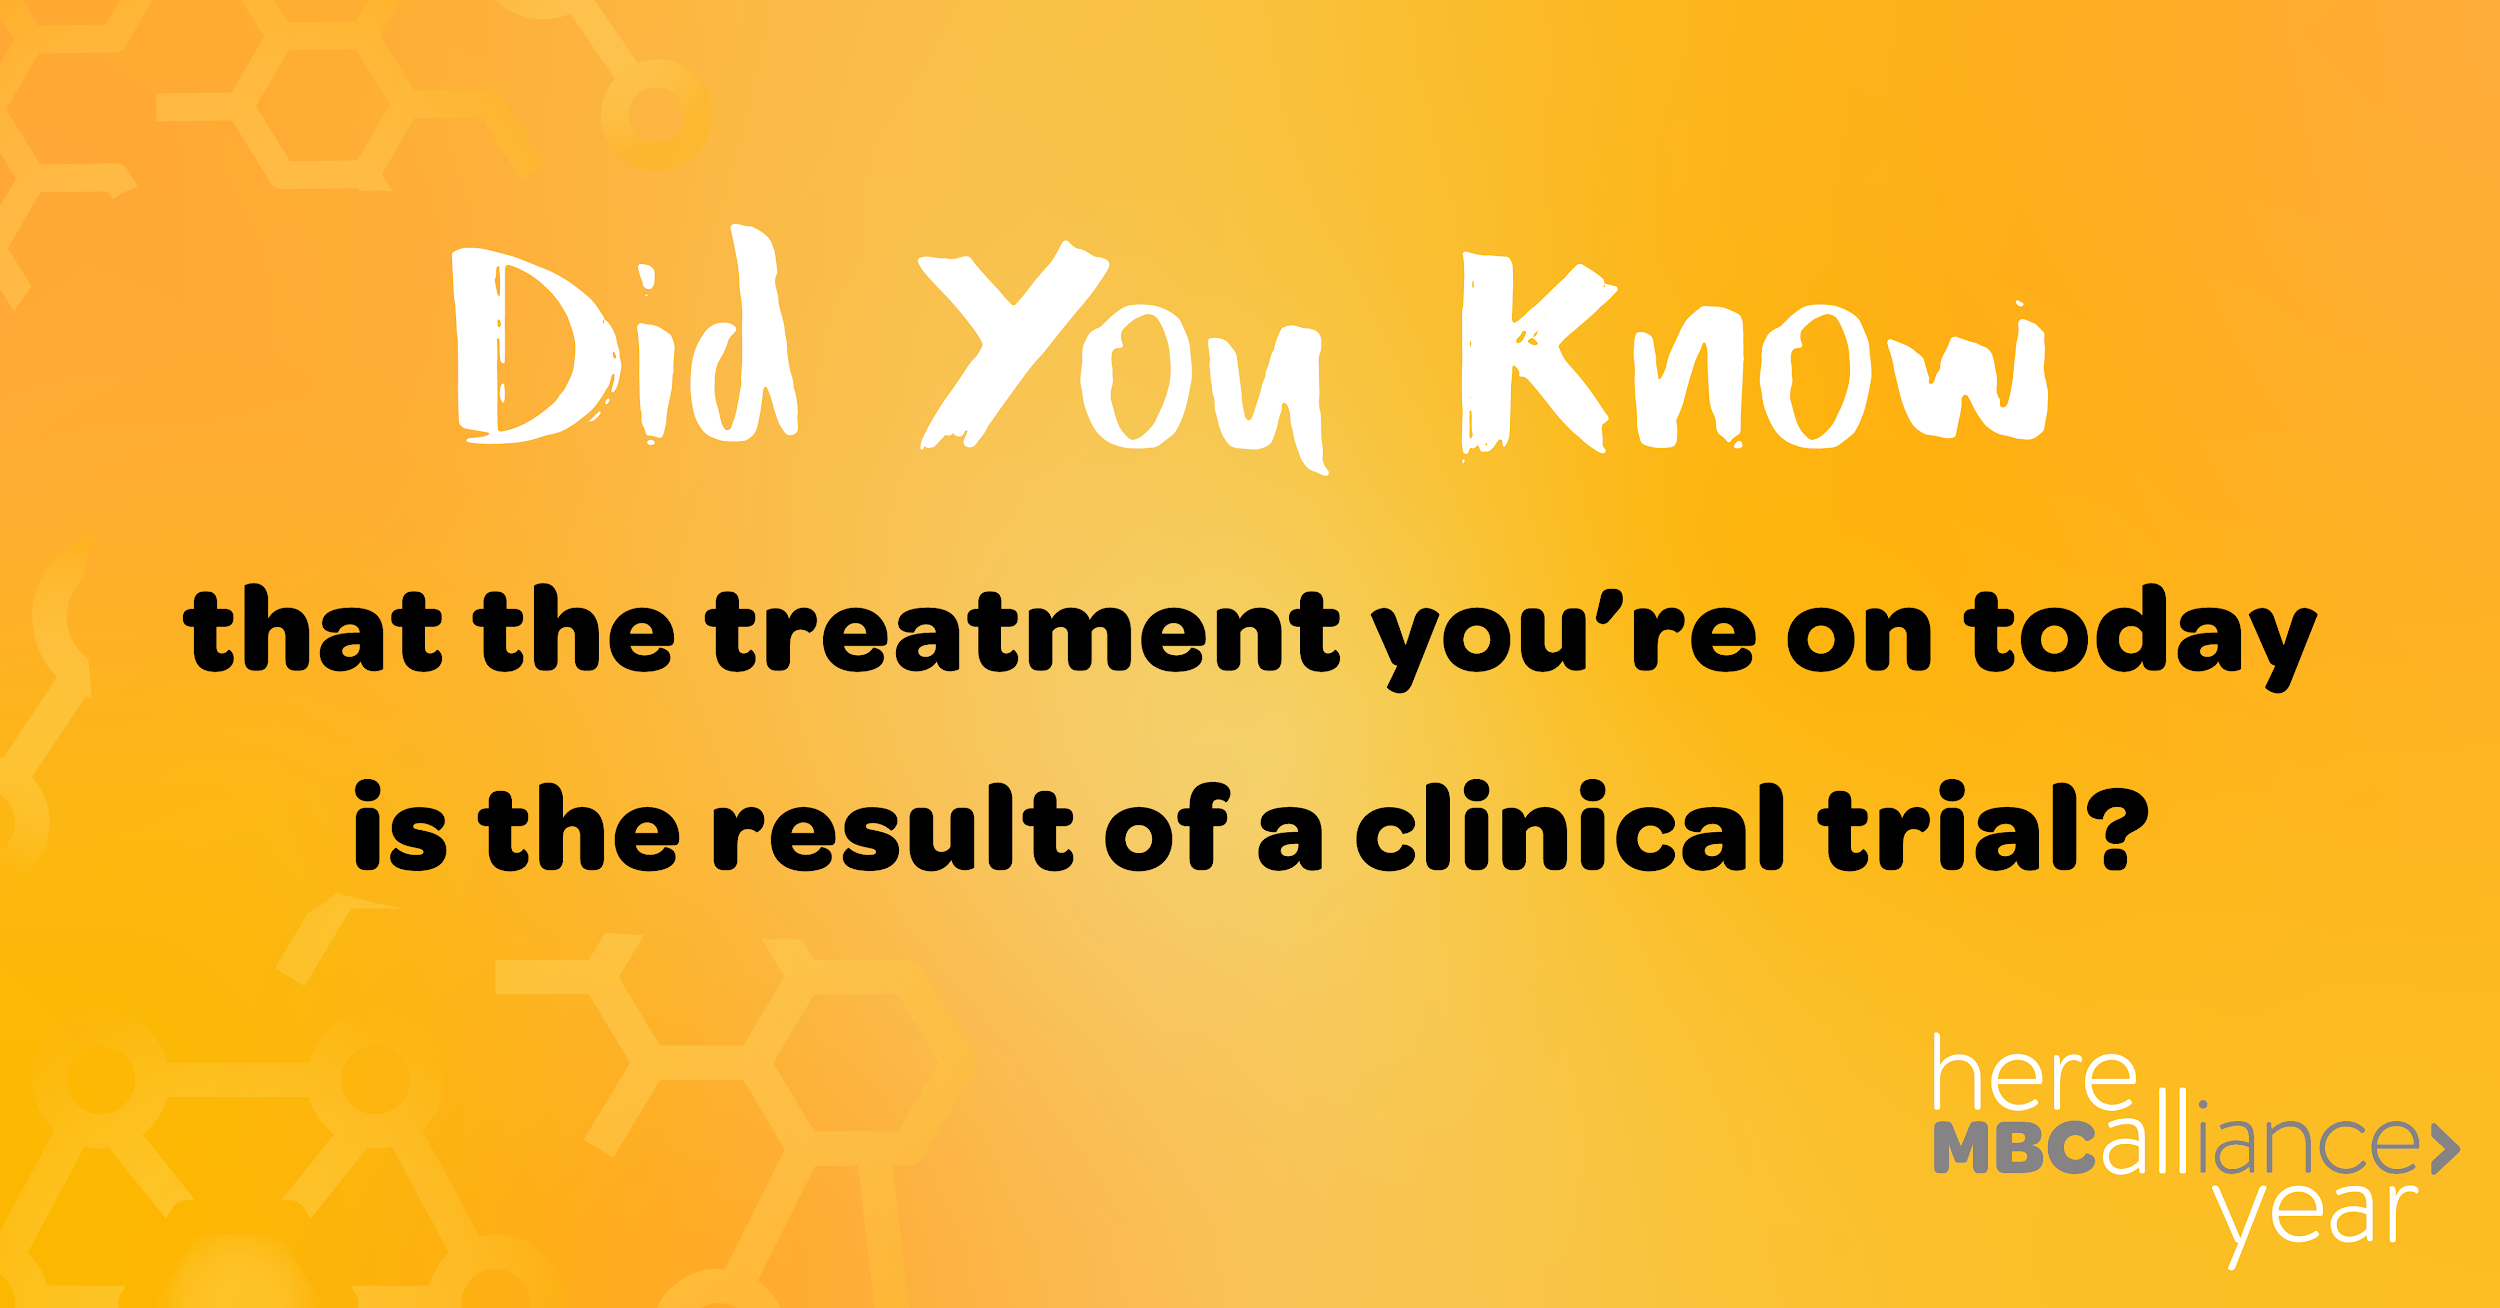 Did You Know
that the treatment you're on today
is the result of a clinical trial?
here
MBCalliance>
year